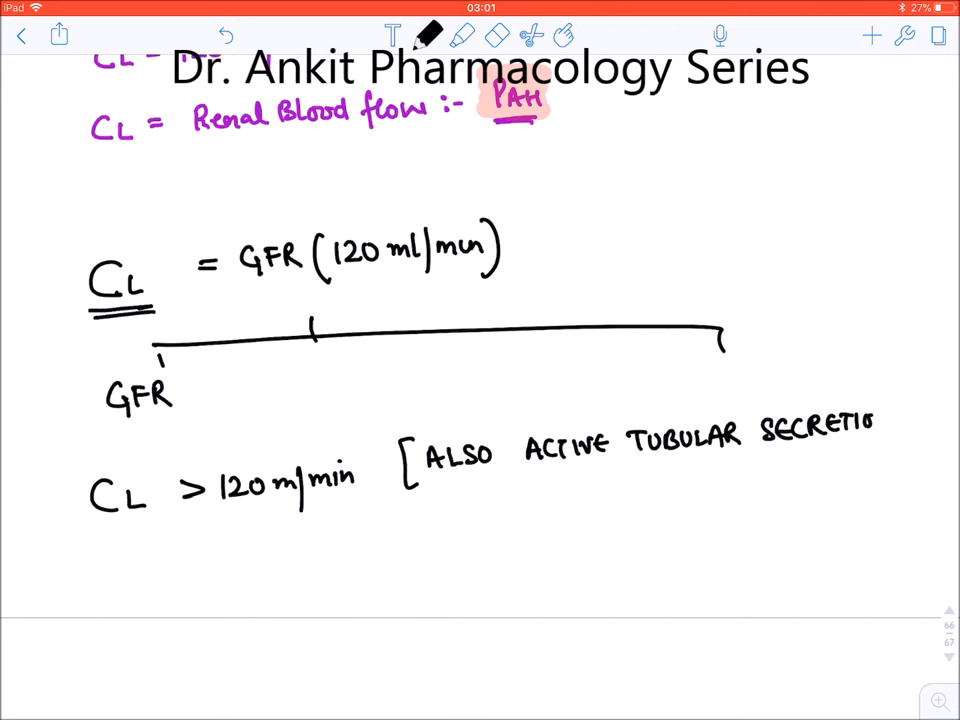 iPad 03:01 27%
T
CL =
Dr. Ankit Pharmacology Series
CL = Renal Blood flow :- PAH
CL = GFR (120 ml/min)
GFR
CL > 120 m/min [ALSO ACTIVE TUBULAR SECRETIO
66
67